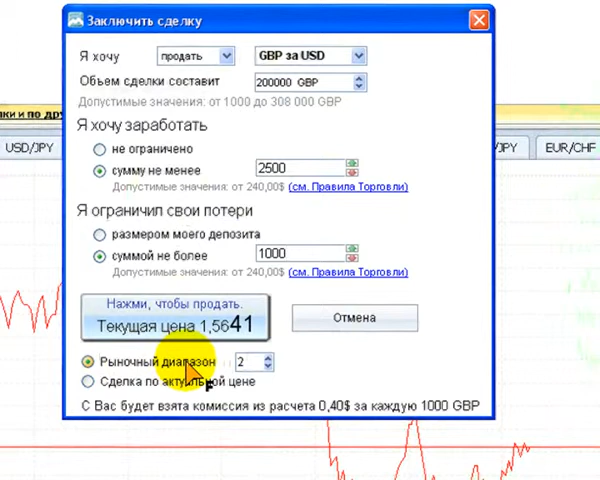 Заключить сделку
Я хочу продать GBP за USD
Объем сделки составит 200000 GBP
Допустимые значения: от 1000 до 308 000 GBP
ки и по дру
USD/JPY
/JPY
EUR/CHF
Я хочу заработать
не ограничено
сумму не менее 2500
Допустимые значения: от 240,00$ (см. Правила Торговли)
Я ограничил свои потери
размером моего депозита
суммой не более 1000
Допустимые значения: от 240,00$ (см. Правила Торговли)
Нажми, чтобы продать.
Текущая цена 1,5641
Отмена
Рыночный диапазон 2
Сделка по актуальной цене
С Вас будет взята комиссия из расчета 0,40$ за каждую 1000 GBP